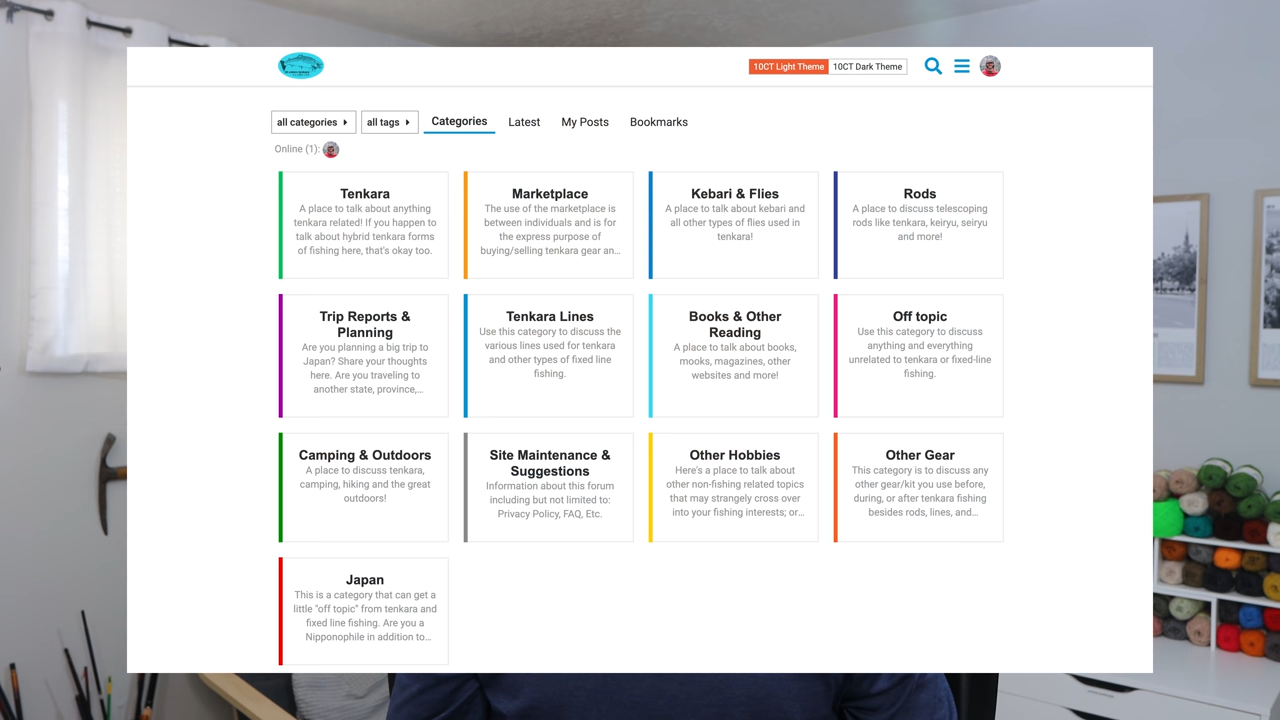 10CT Light Theme
10CT Dark Theme
all categories
all tags
Categories
Latest
My Posts
Bookmarks
Online (1):
Tenkara
A place to talk about anything
tenkara related! If you happen to
talk about hybrid tenkara forms
of fishing here, that's okay too.
Marketplace
The use of the marketplace is
between individuals and is for
the express purpose of
buying/selling tenkara gear an…
Kebari & Flies
A place to talk about kebari and
all other types of flies used in
tenkara!
Rods
A place to discuss telescoping
rods like tenkara, keiryu, seiryu
and more!
Trip Reports &
Planning
Are you planning a big trip to
Japan? Share your thoughts
here. Are you traveling to
another state, province,…
Tenkara Lines
Use this category to discuss the
various lines used for tenkara
and other types of fixed line
fishing.
Books & Other
Reading
A place to talk about books,
mooks, magazines, other
websites and more!
Off topic
Use this category to discuss
anything and everything
unrelated to tenkara or fixed-line
fishing.
Camping & Outdoors
A place to discuss tenkara,
camping, hiking and the great
outdoors!
Site Maintenance &
Suggestions
Information about this forum
including but not limited to:
Privacy Policy, FAQ, Etc.
Other Hobbies
Here's a place to talk about
other non-fishing related topics
that may strangely cross over
into your fishing interests; or…
Other Gear
This category is to discuss any
other gear/kit you use before,
during, or after tenkara fishing
besides rods, lines, and…
Japan
This is a category that can get a
little "off topic" from tenkara and
fixed line fishing. Are you a
Nipponophile in addition to…